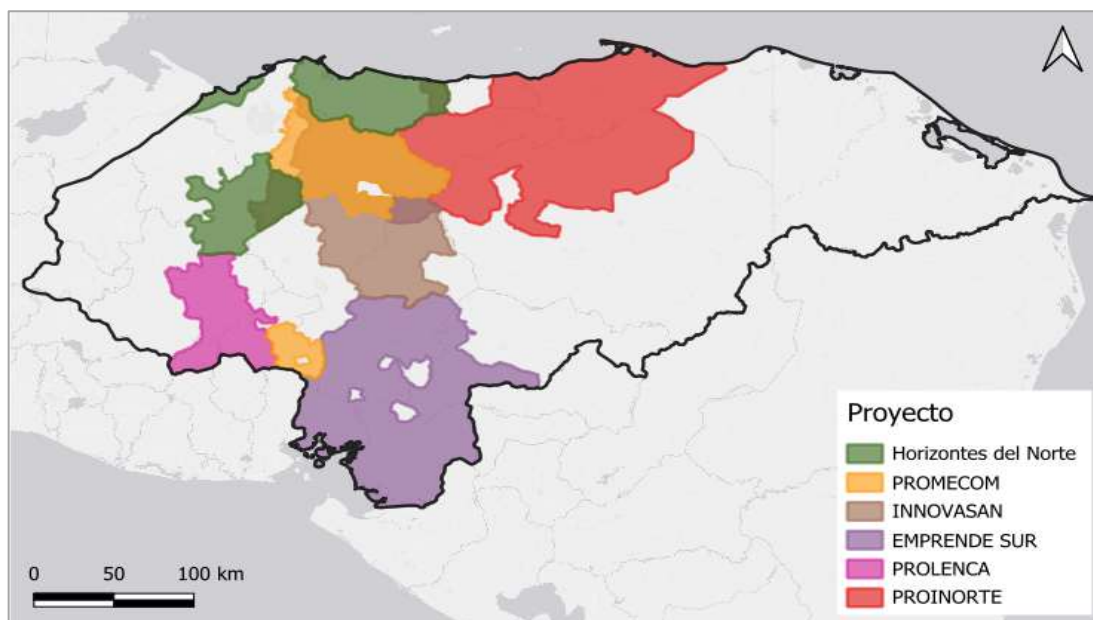 Proyecto
Horizontes del Norte
PROMECOM
INNOVASAN
EMPRENDE SUR
PROLENCA
PROINORTE
0 50 100 km